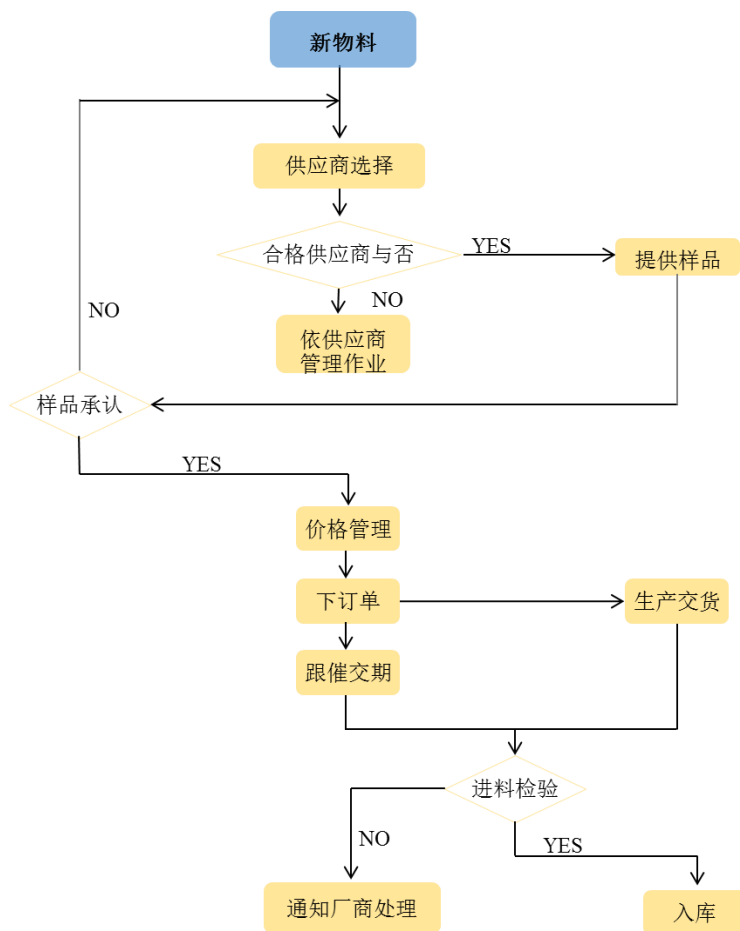 新物料
供应商选择
合格供应商与否
YES
提供样品
NO
NO
依供应商
管理作业
样品承认
YES
价格管理
下订单
生产交货
跟催交期
进料检验
NO
YES
通知厂商处理
入库